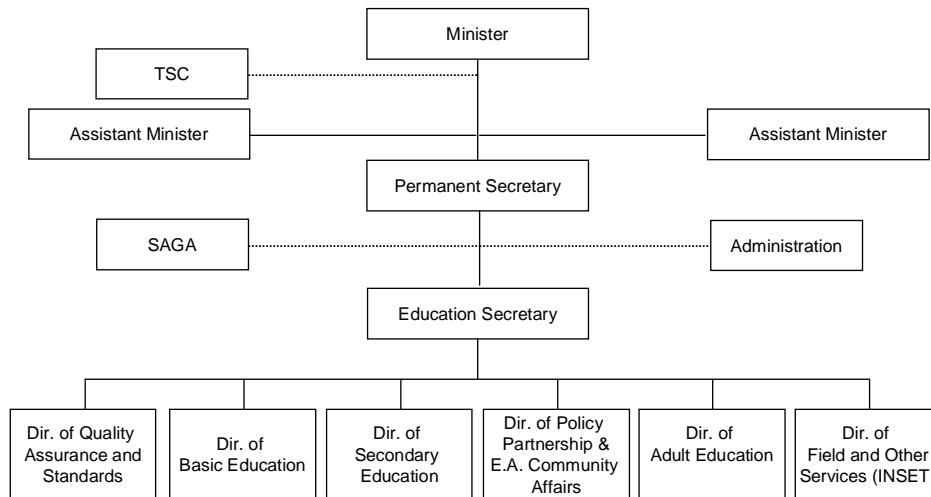 Minister
TSC
Assistant Minister
Assistant Minister
Permanent Secretary
SAGA
Administration
Education Secretary
Dir. of Quality
Assurance and
Standards
Dir. of
Basic Education
Dir. of
Secondary
Education
Dir. of Policy
Partnership &
E.A. Community
Affairs
Dir. of
Adult Education
Dir. of
Field and Other
Services (INSET